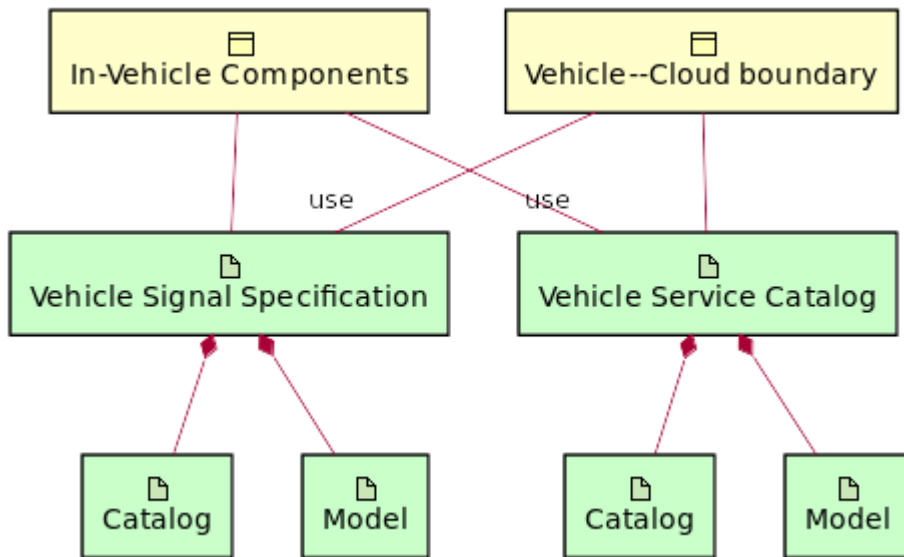 In-Vehicle Components
Vehicle--Cloud boundary
use
use
Vehicle Signal Specification
Vehicle Service Catalog
Catalog
Model
Catalog
Model